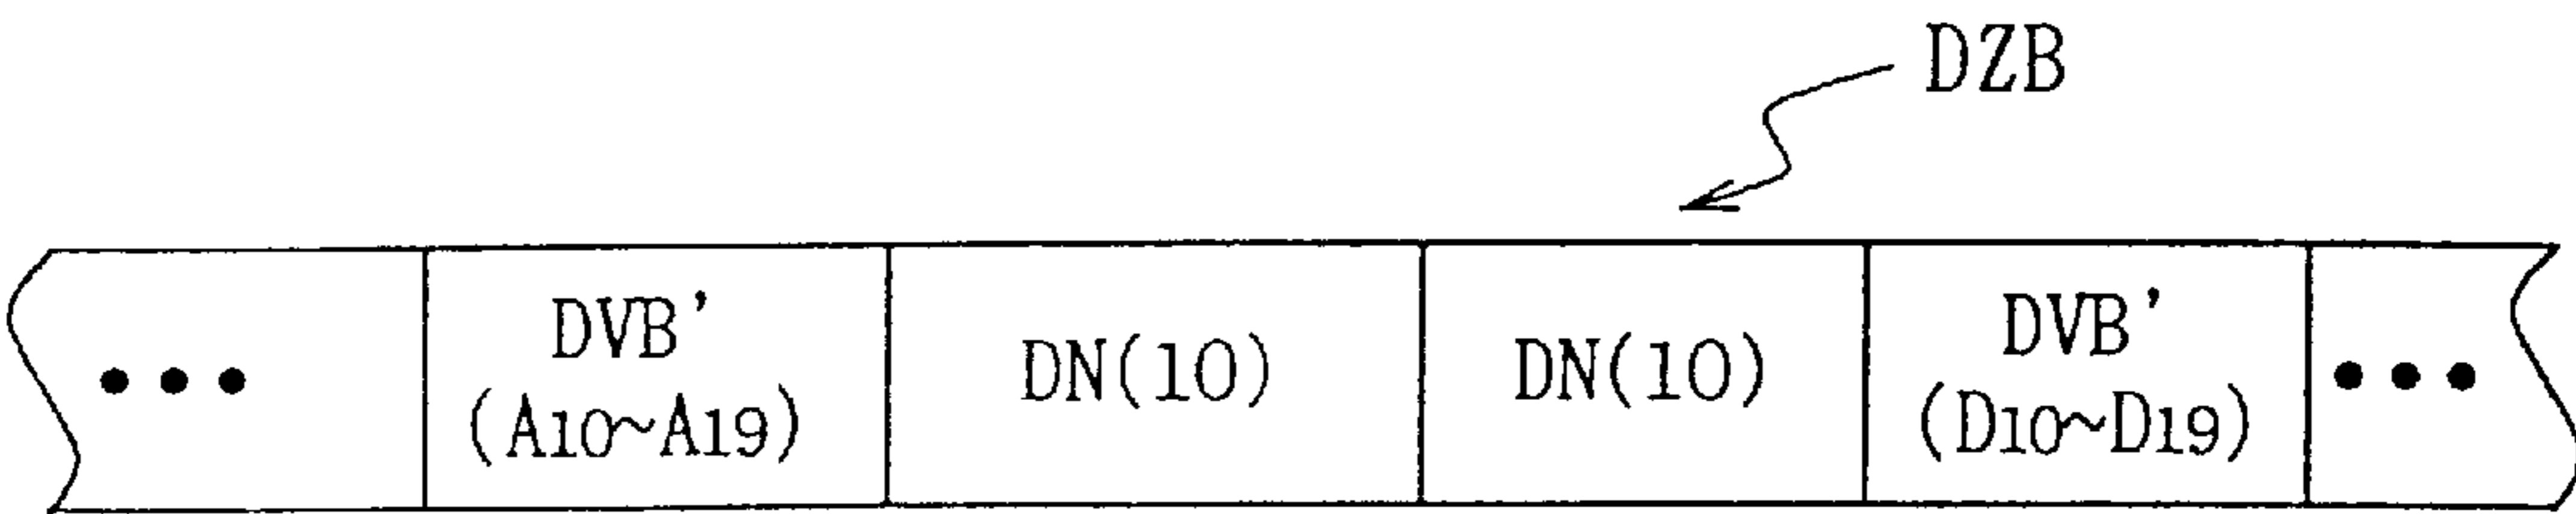 DZB
••• DVB' DN(10) DN(10) DVB' •••
(A10~A19) (D10~D19)